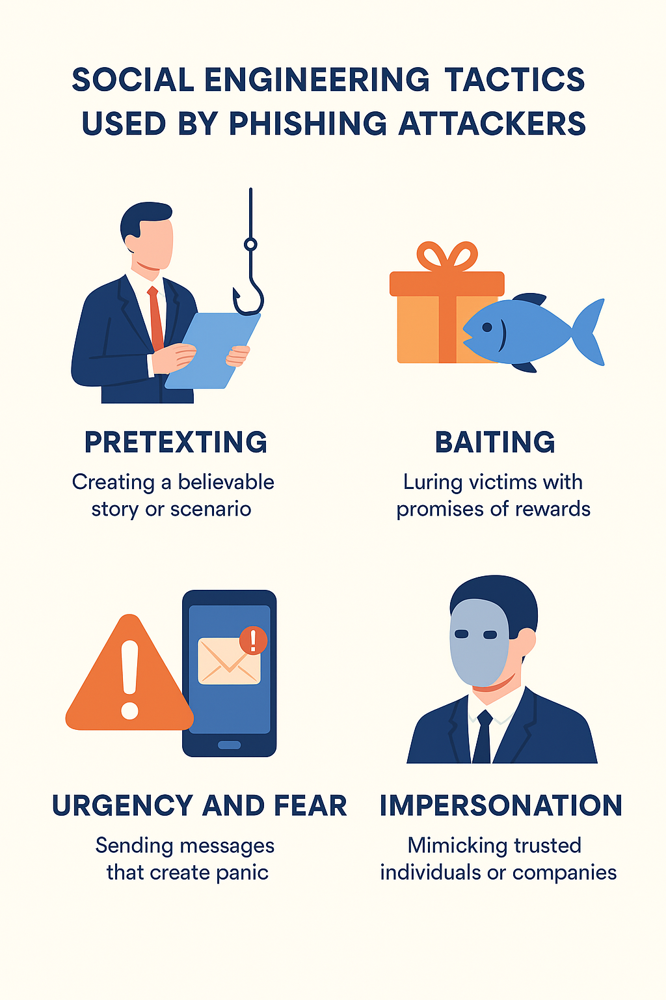 SOCIAL ENGINEERING TACTICS
USED BY PHISHING ATTACKERS
PRETEXTING
Creating a believable
story or scenario
BAITING
Luring victims with
promises of rewards
URGENCY AND FEAR
Sending messages
that create panic
IMPERSONATION
Mimicking trusted
individuals or companies